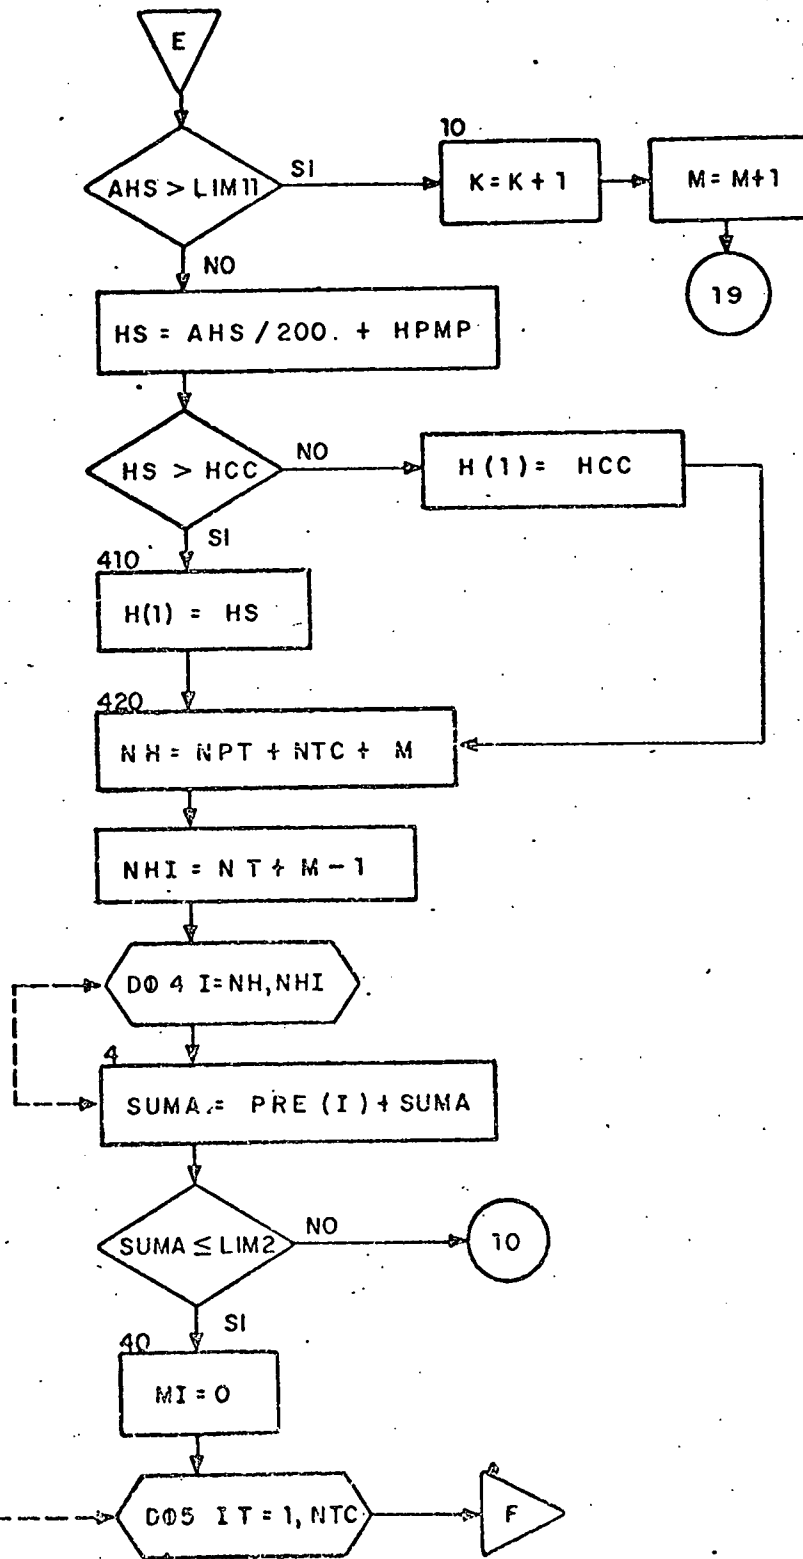 E
AHS > LIM11
SI
10
K = K + 1
M = M+1
19
NO
HS = AHS / 200. + HPMP
HS > HCC
NO
H (1) = HCC
SI
410
H(1) = HS
420
NH = NPT + NTC + M
NHI = NT + M - 1
DO 4 I=NH,NHI
4
SUMA = PRE (I) + SUMA
SUMA ≤ LIM2
NO
10
SI
40
MI = 0
DO5 IT = 1, NTC
F